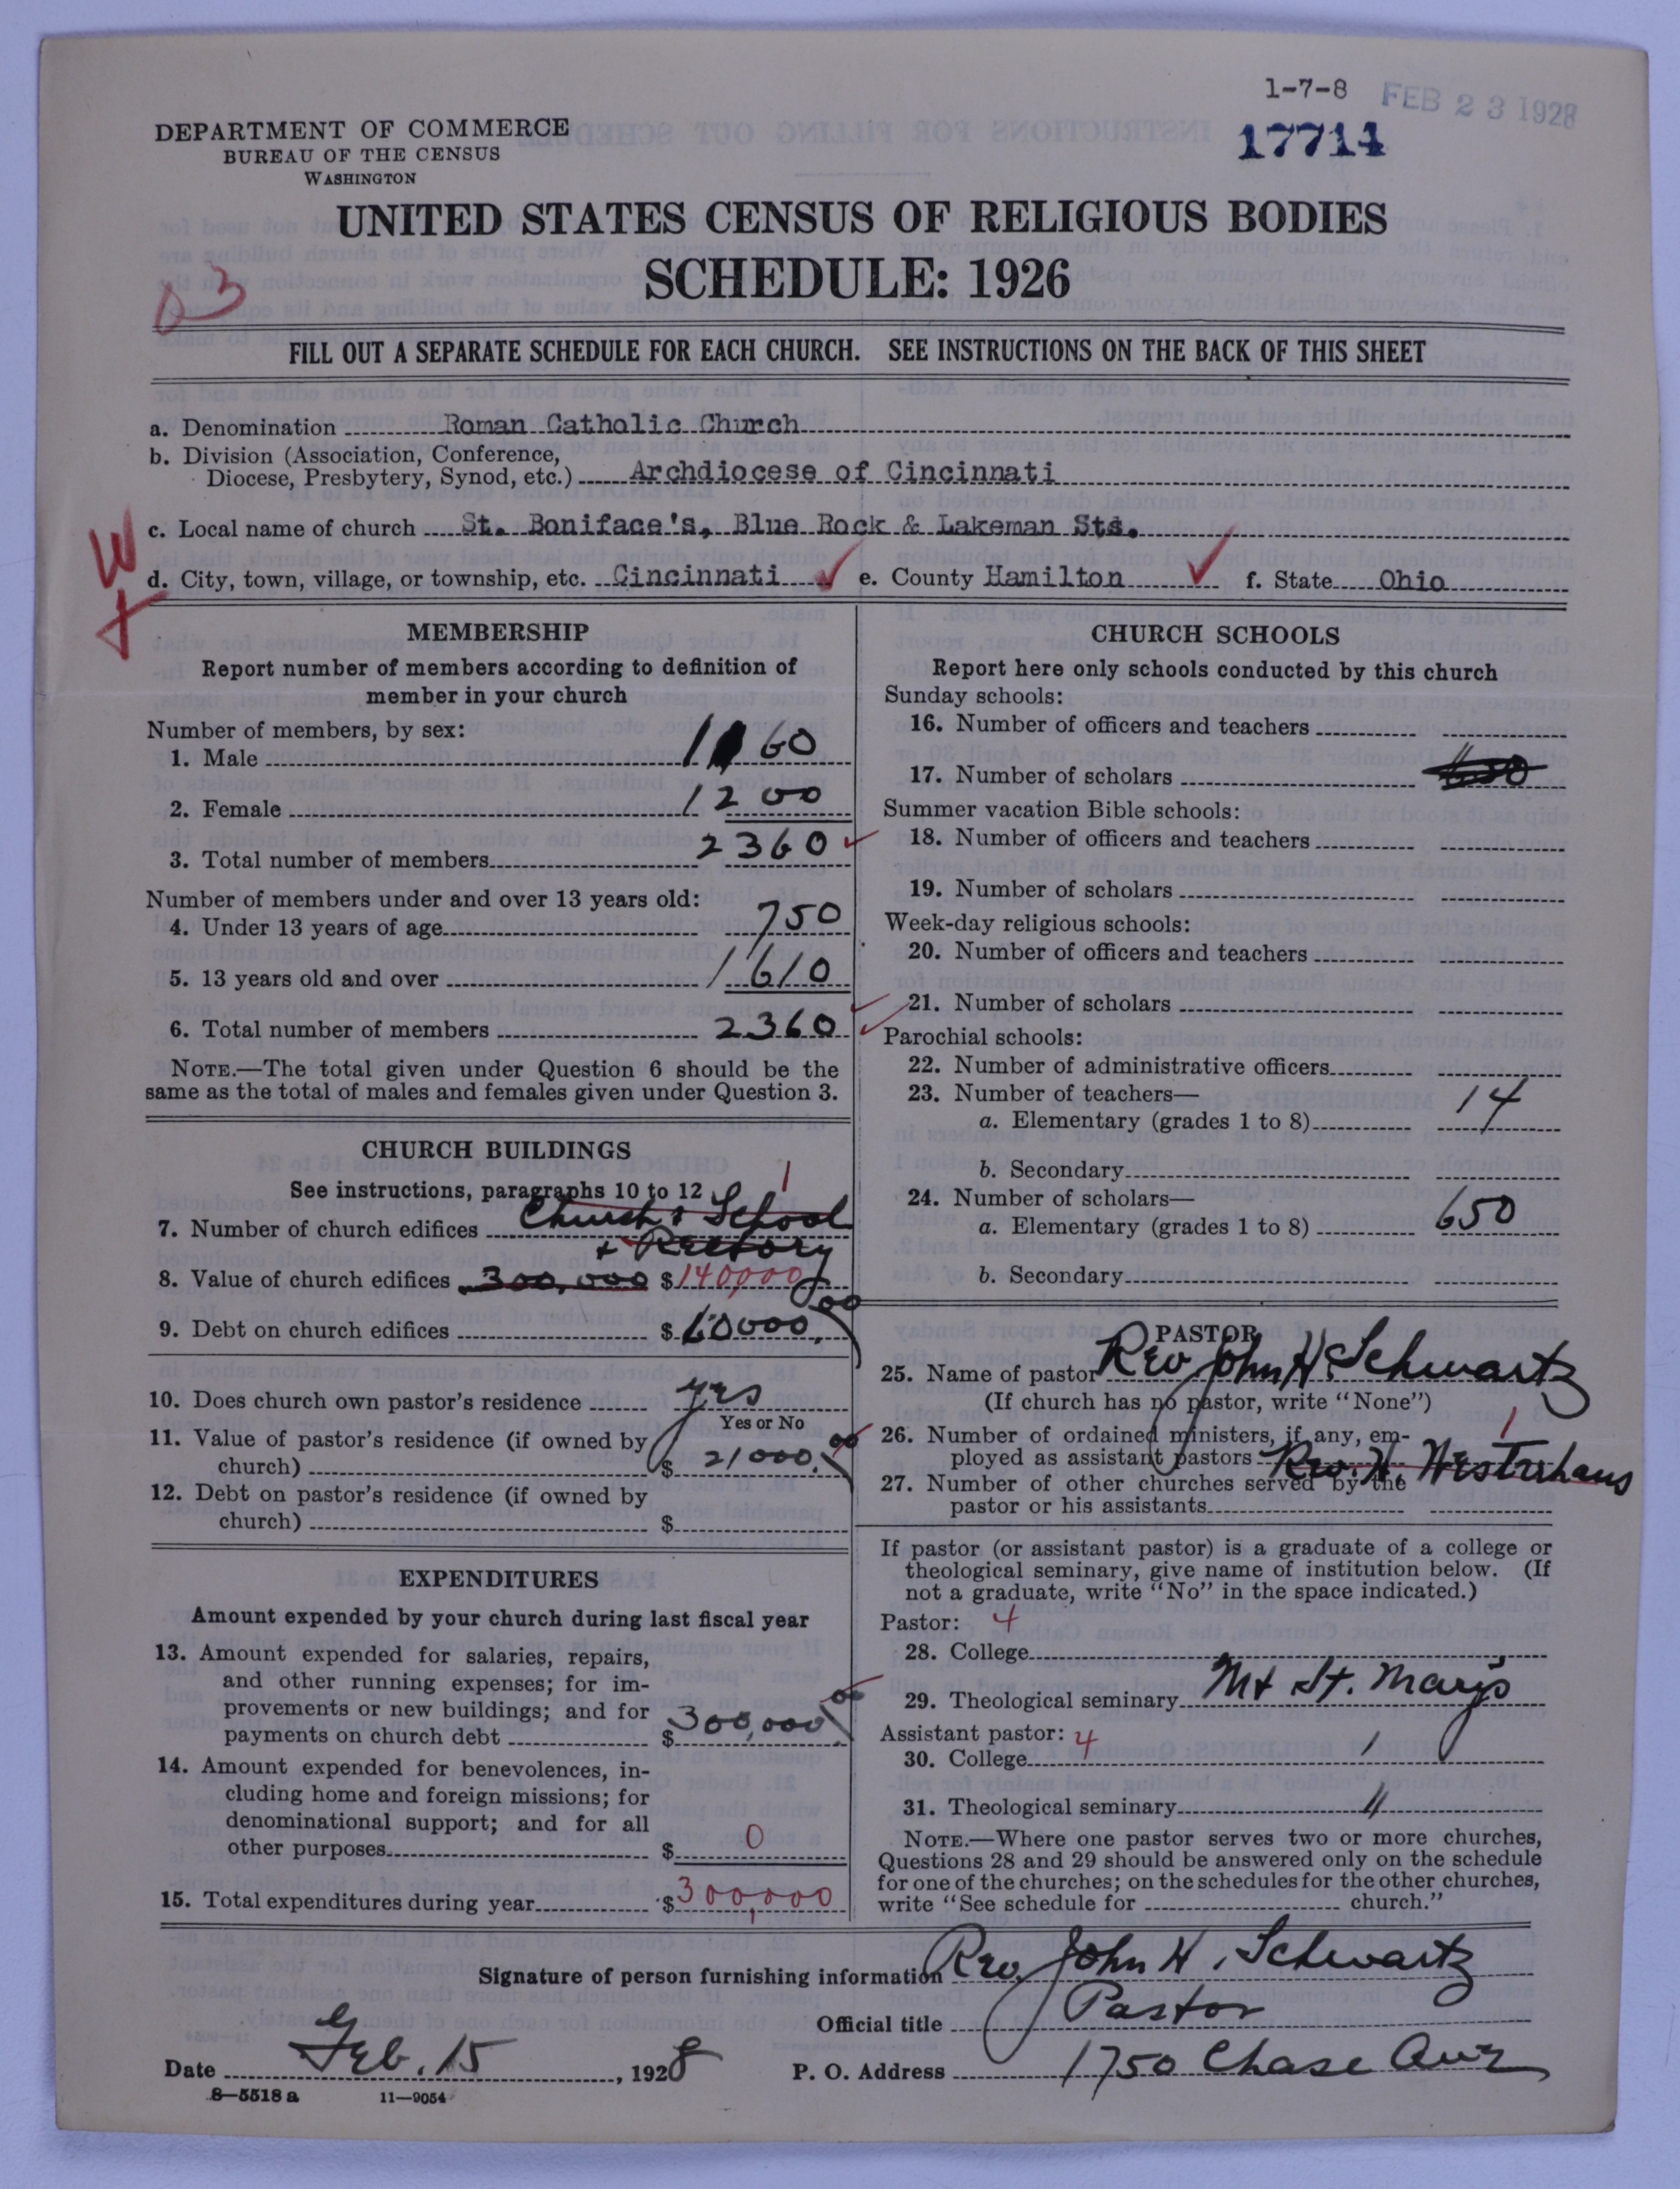 1-7-8 FEB 23 1928
17714
DEPARTMENT OF COMMERCE
BUREAU OF THE CENSUS
WASHINGTON
UNITED STATES CENSUS OF RELIGIOUS BODIES
SCHEDULE: 1926
FILL OUT A SEPARATE SCHEDULE FOR EACH CHURCH. SEE INSTRUCTIONS ON THE BACK OF THIS SHEET
a. Denomination Roman Catholic Church
b. Division (Association, Conference,
Diocese, Presbytery, Synod, etc.) Archdiocese of Cincinnati
c. Local name of church St. Boniface's, Blue Rock & Lakeman Sts.
d. City, town, village, or township, etc. Cincinnati e. County Hamilton f. State Ohio
MEMBERSHIP
Report number of members according to definition of
member in your church
Number of members, by sex:
1. Male 1160
2. Female 1200
3. Total number of members 2360
Number of members under and over 13 years old:
4. Under 13 years of age 750
5. 13 years old and over 1610
6. Total number of members 2360
NOTE.—The total given under Question 6 should be the
same as the total of males and females given under Question 3.
CHURCH BUILDINGS
See instructions, paragraphs 10 to 12
1
7. Number of church edifices Church & School
+ Rectory
8. Value of church edifices 300,000 $140,000
9. Debt on church edifices $60000.00
10. Does church own pastor's residence yes
Yes or No
11. Value of pastor's residence (if owned by
church) $21000.00
12. Debt on pastor's residence (if owned by
church) $
EXPENDITURES
Amount expended by your church during last fiscal year
13. Amount expended for salaries, repairs,
and other running expenses; for im-
provements or new buildings; and for
payments on church debt $300,000 00
14. Amount expended for benevolences, in-
cluding home and foreign missions; for
denominational support; and for all
other purposes $ 0
15. Total expenditures during year $300,000
CHURCH SCHOOLS
Report here only schools conducted by this church
Sunday schools:
16. Number of officers and teachers
17. Number of scholars 650
Summer vacation Bible schools:
18. Number of officers and teachers
19. Number of scholars
Week-day religious schools:
20. Number of officers and teachers
21. Number of scholars
Parochial schools:
22. Number of administrative officers
23. Number of teachers—
a. Elementary (grades 1 to 8) 14
b. Secondary
24. Number of scholars—
a. Elementary (grades 1 to 8) 650
b. Secondary
PASTOR
25. Name of pastor Rev John H. Schwartz
(If church has no pastor, write "None")
26. Number of ordained ministers, if any, em- 1
ployed as assistant pastors Rev. H.
27. Number of other churches served by the
pastor or his assistants
If pastor (or assistant pastor) is a graduate of a college or
theological seminary, give name of institution below. (If
not a graduate, write "No" in the space indicated.)
Pastor: 4
28. College
29. Theological seminary Mt St. Mary's
Assistant pastor: 4
30. College
31. Theological seminary
NOTE.—Where one pastor serves two or more churches,
Questions 28 and 29 should be answered only on the schedule
for one of the churches; on the schedules for the other churches,
write "See schedule for church."
Signature of person furnishing information Rev. John H. Schwartz
Official title Pastor
Date Feb. 15, 1928 P. O. Address 1750 Chase Ave
8-5518 a 11-9054